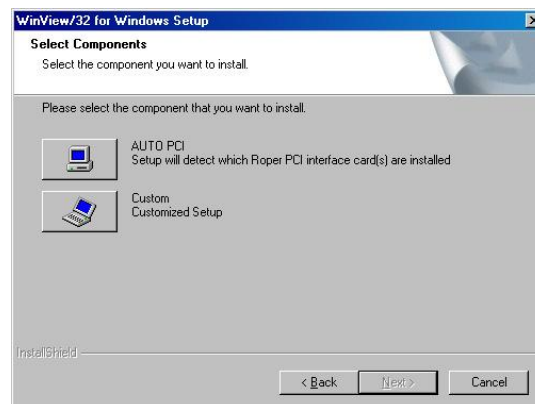 WinView/32 for Windows Setup
Select Components
Select the component you want to install.
Please select the component that you want to install.
AUTO PCI
Setup will detect which Roper PCI interface card(s) are installed
Custom
Customized Setup
InstallShield
< Back Next > Cancel